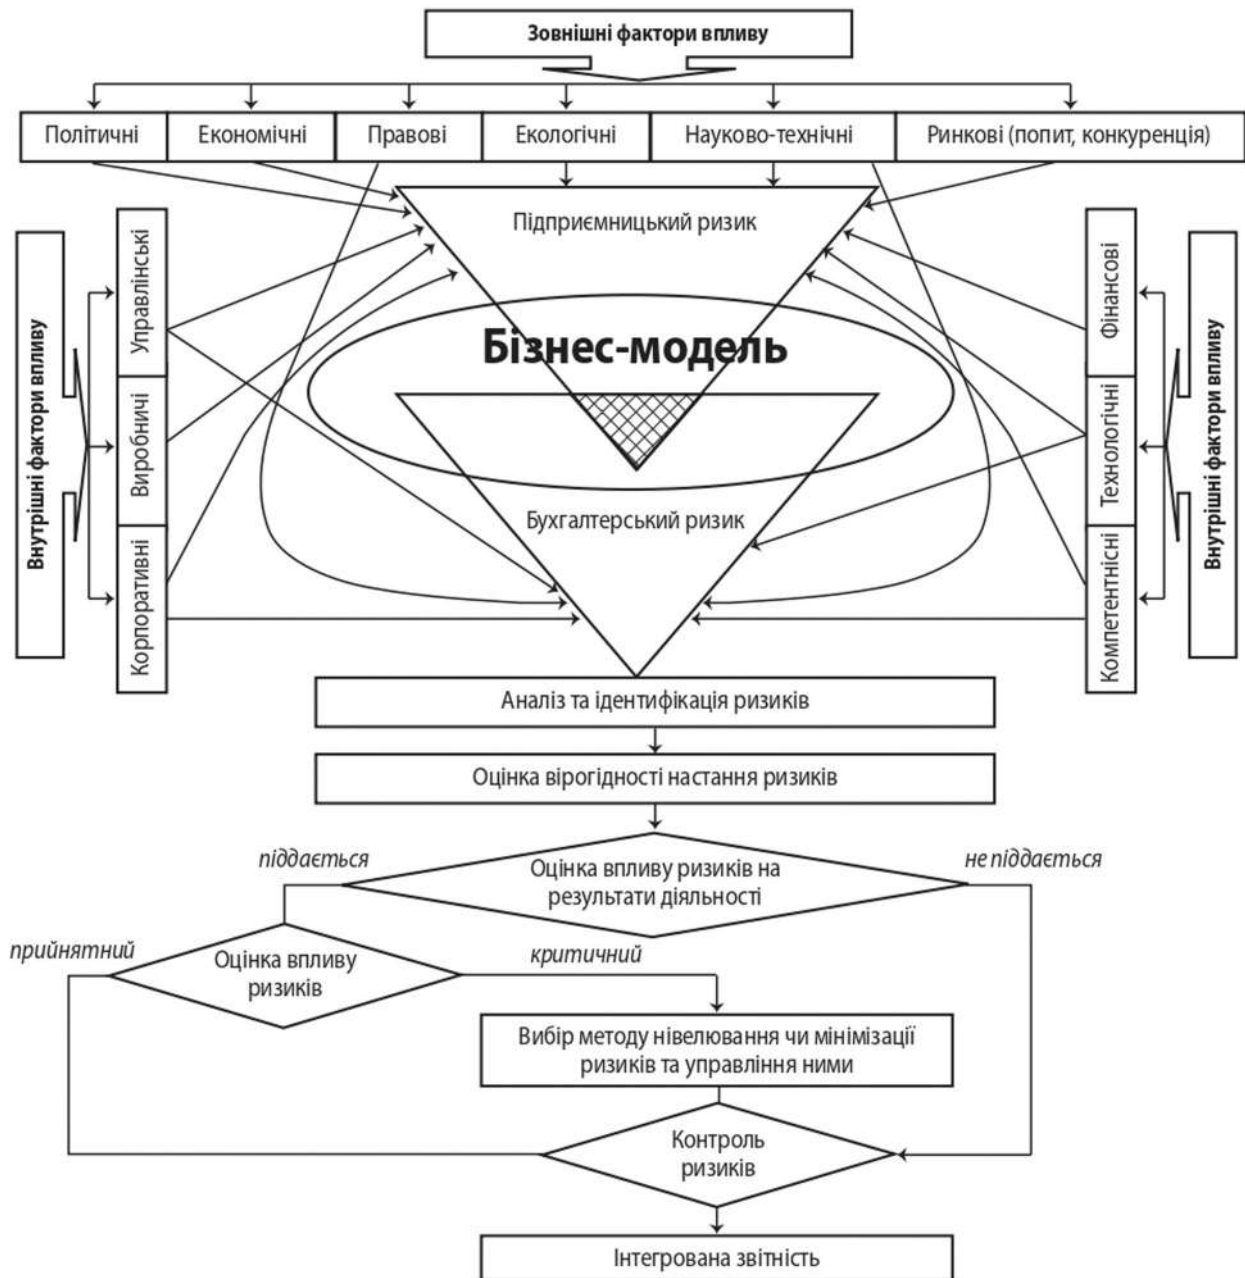 Зовнішні фактори впливу
Політичні
Економічні
Правові
Екологічні
Науково-технічні
Ринкові (попит, конкуренція)
Підприємницький ризик
Внутрішні фактори впливу
Управлінські
Виробничі
Корпоративні
Бізнес-модель
Бухгалтерський ризик
Фінансові
Технологічні
Компетентнісні
Внутрішні фактори впливу
Аналіз та ідентифікація ризиків
Оцінка вірогідності настання ризиків
піддається
Оцінка впливу ризиків на
результати діяльності
не піддається
прийнятний
Оцінка впливу
ризиків
критичний
Вибір методу нівелювання чи мінімізації
ризиків та управління ними
Контроль
ризиків
Інтегрована звітність